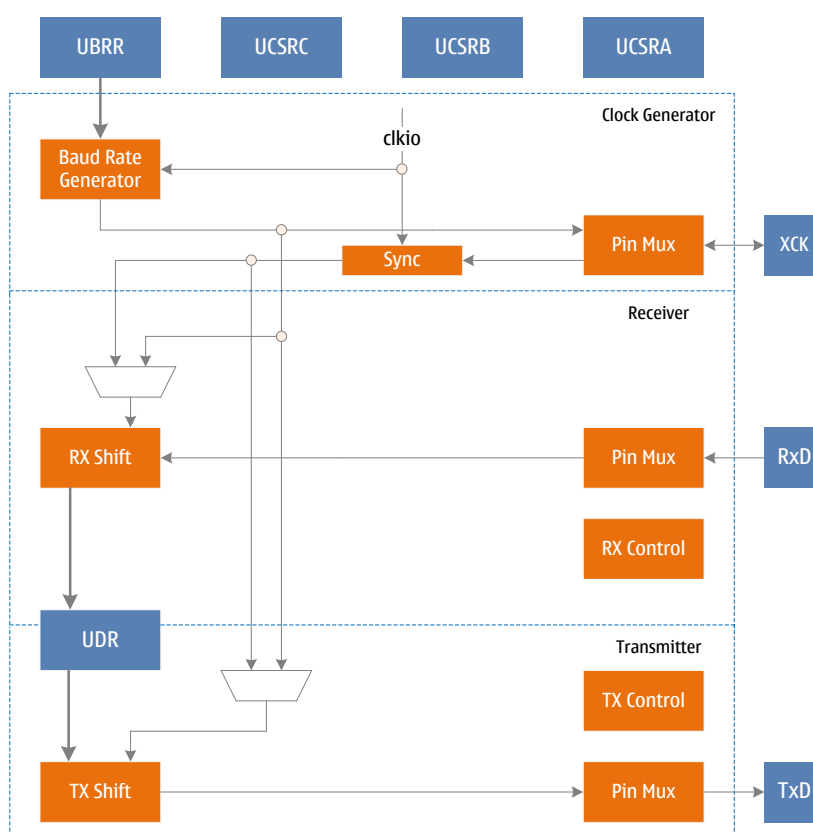 UBRR
UCSRC
UCSRB
UCSRA
Clock Generator
clkio
Baud Rate
Generator
Pin Mux
XCK
Sync
Receiver
RX Shift
Pin Mux
RxD
RX Control
UDR
Transmitter
TX Control
TX Shift
Pin Mux
TxD